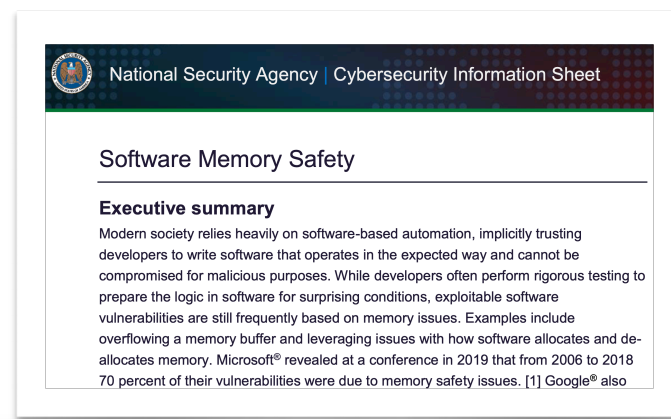 National Security Agency | Cybersecurity Information Sheet
Software Memory Safety
Executive summary
Modern society relies heavily on software-based automation, implicitly trusting
developers to write software that operates in the expected way and cannot be
compromised for malicious purposes. While developers often perform rigorous testing to
prepare the logic in software for surprising conditions, exploitable software
vulnerabilities are still frequently based on memory issues. Examples include
overflowing a memory buffer and leveraging issues with how software allocates and de-
allocates memory. Microsoft® revealed at a conference in 2019 that from 2006 to 2018
70 percent of their vulnerabilities were due to memory safety issues. [1] Google® also